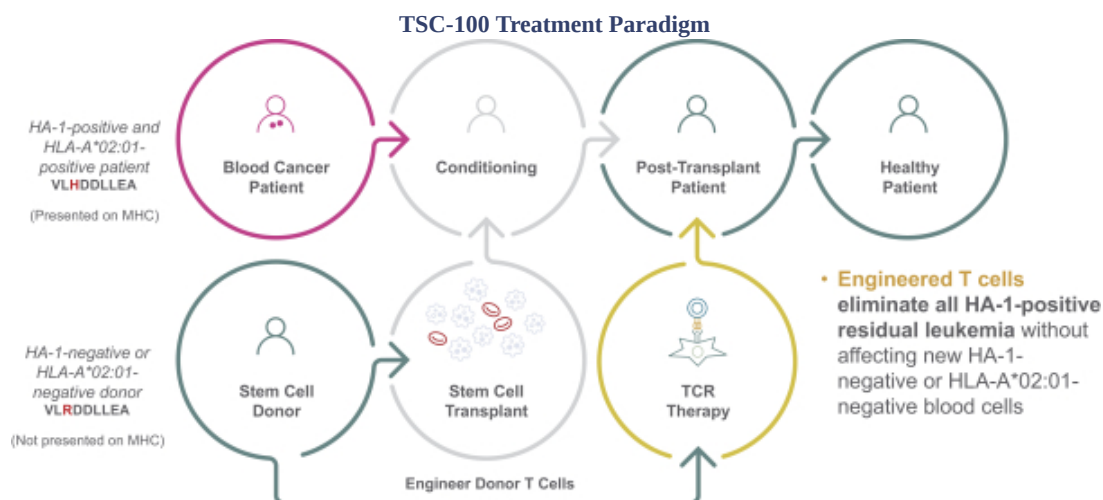 TSC-100 Treatment Paradigm
HA-1-positive and
HLA-A*02:01-
positive patient
VLHDDLLEA
(Presented on MHC)
Blood Cancer
Patient
Conditioning
Post-Transplant
Patient
Healthy
Patient
HA-1-negative or
HLA-A*02:01-
negative donor
VLRDDLLEA
(Not presented on MHC)
Stem Cell
Donor
Stem Cell
Transplant
TCR
Therapy
• Engineered T cells
eliminate all HA-1-positive
residual leukemia without
affecting new HA-1-
negative or HLA-A*02:01-
negative blood cells
Engineer Donor T Cells